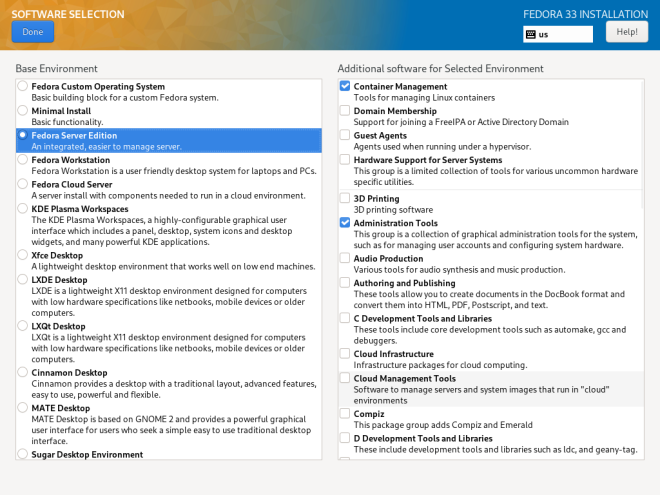 SOFTWARE SELECTION
Done
FEDORA 33 INSTALLATION
us
Help!
Base Environment
Fedora Custom Operating System
Basic building block for a custom Fedora system.
Minimal Install
Basic functionality.
Fedora Server Edition
An integrated, easier to manage server.
Fedora Workstation
Fedora Workstation is a user friendly desktop system for laptops and PCs.
Fedora Cloud Server
A server install with components needed to run in a cloud environment.
KDE Plasma Workspaces
The KDE Plasma Workspaces, a highly-configurable graphical user
interface which includes a panel, desktop, system icons and desktop
widgets, and many powerful KDE applications.
Xfce Desktop
A lightweight desktop environment that works well on low end machines.
LXDE Desktop
LXDE is a lightweight X11 desktop environment designed for computers
with low hardware specifications like netbooks, mobile devices or older
computers.
LXQt Desktop
LXQt is a lightweight X11 desktop environment designed for computers
with low hardware specifications like netbooks, mobile devices or older
computers.
Cinnamon Desktop
Cinnamon provides a desktop with a traditional layout, advanced features,
easy to use, powerful and flexible.
MATE Desktop
MATE Desktop is based on GNOME 2 and provides a powerful graphical
user interface for users who seek a simple easy to use traditional desktop
interface.
Sugar Desktop Environment
Additional software for Selected Environment
Container Management
Tools for managing Linux containers
Domain Membership
Support for joining a FreeIPA or Active Directory Domain
Guest Agents
Agents used when running under a hypervisor.
Hardware Support for Server Systems
This group is a limited collection of tools for various uncommon hardware
specific utilities.
3D Printing
3D printing software
Administration Tools
This group is a collection of graphical administration tools for the system,
such as for managing user accounts and configuring system hardware.
Audio Production
Various tools for audio synthesis and music production.
Authoring and Publishing
These tools allow you to create documents in the DocBook format and
convert them into HTML, PDF, Postscript, and text.
C Development Tools and Libraries
These tools include core development tools such as automake, gcc and
debuggers.
Cloud Infrastructure
Infrastructure packages for cloud computing.
Cloud Management Tools
Software to manage servers and system images that run in "cloud"
environments
Compiz
This package group adds Compiz and Emerald
D Development Tools and Libraries
These include development tools and libraries such as ldc, and geany-tag.